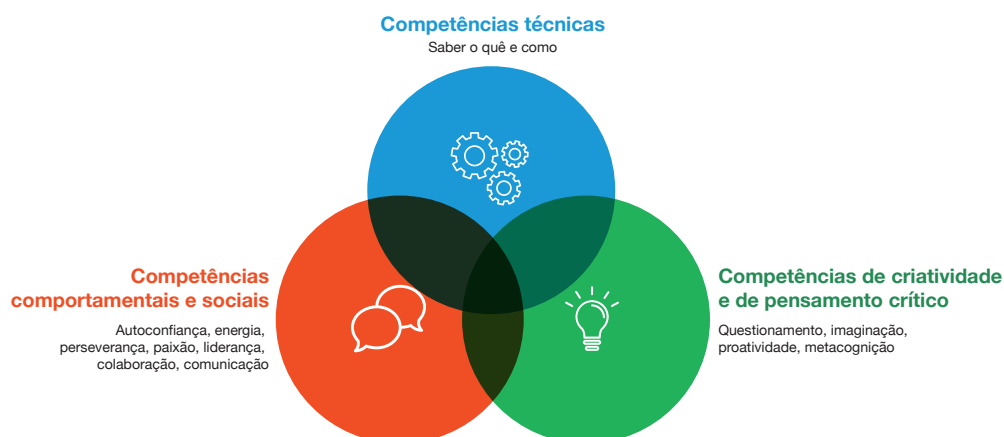 Competências técnicas
Saber o quê e como
Competências
comportamentais e sociais
Autoconfiança, energia,
perseverança, paixão, liderança,
colaboração, comunicação
Competências de criatividade
e de pensamento crítico
Questionamento, imaginação,
proatividade, metacognição